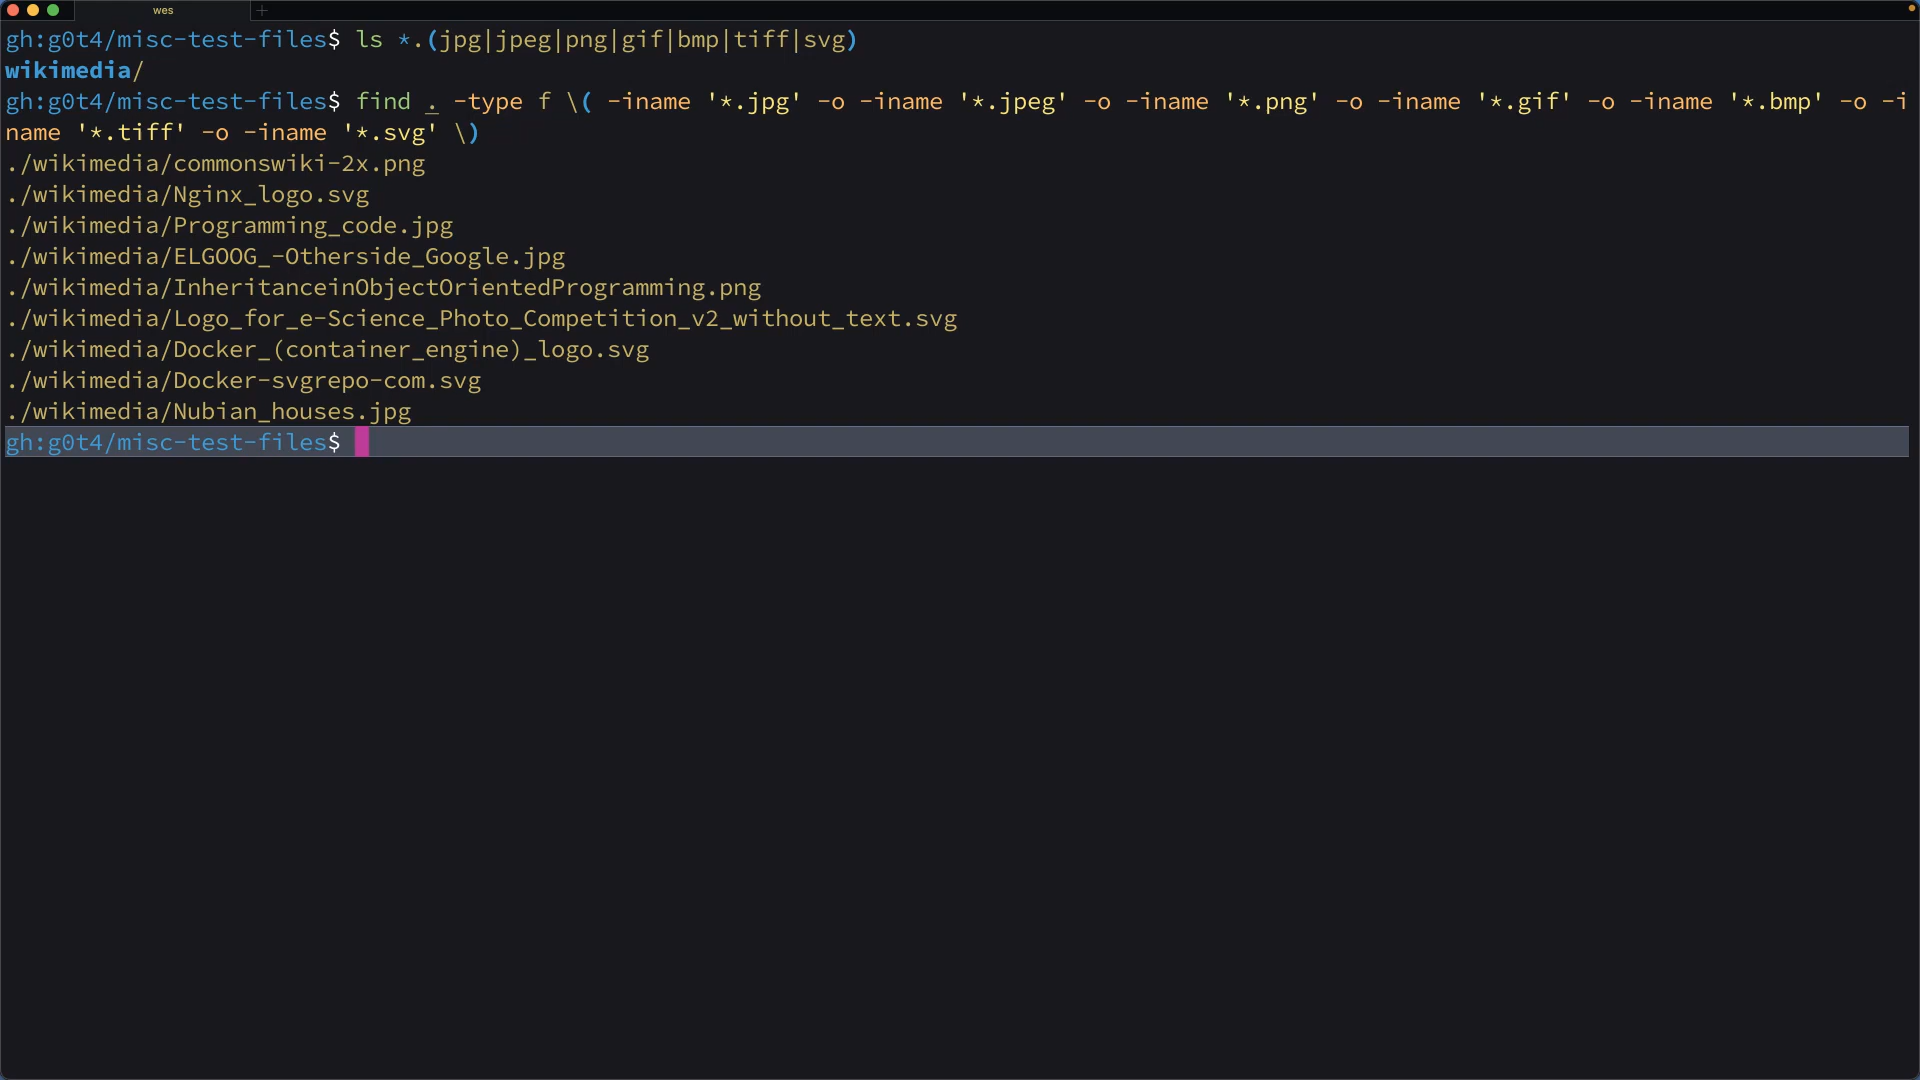 wes
gh:g0t4/misc-test-files$ ls *.(jpg|jpeg|png|gif|bmp|tiff|svg)
wikimedia/
gh:g0t4/misc-test-files$ find . -type f \( -iname '*.jpg' -o -iname '*.jpeg' -o -iname '*.png' -o -iname '*.gif' -o -iname '*.bmp' -o -i
name '*.tiff' -o -iname '*.svg' \)
./wikimedia/commonswiki-2x.png
./wikimedia/Nginx_logo.svg
./wikimedia/Programming_code.jpg
./wikimedia/ELGOOG_-Otherside_Google.jpg
./wikimedia/InheritanceinObjectOrientedProgramming.png
./wikimedia/Logo_for_e-Science_Photo_Competition_v2_without_text.svg
./wikimedia/Docker_(container_engine)_logo.svg
./wikimedia/Docker-svgrepo-com.svg
./wikimedia/Nubian_houses.jpg
gh:g0t4/misc-test-files$